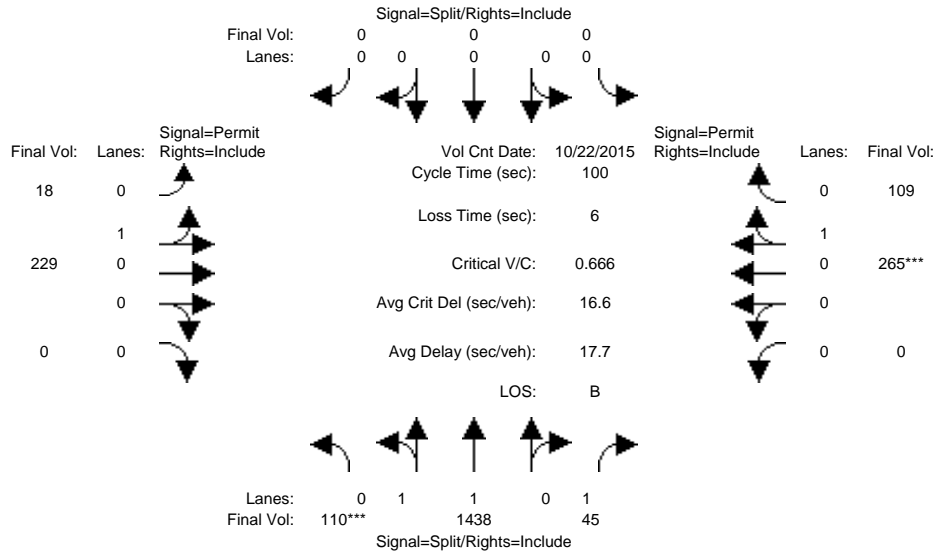 Signal=Split/Rights=Include
Final Vol: 0 0 0
Lanes: 0 0 0 0 0
Signal=Permit Signal=Permit
Final Vol: Lanes: Rights=Include Vol Cnt Date: 10/22/2015 Rights=Include Lanes: Final Vol:
18 0 Cycle Time (sec): 100 0 109
Loss Time (sec): 6
1 1
229 0 Critical V/C: 0.666 0 265***
0 Avg Crit Del (sec/veh): 16.6 0
0 0 Avg Delay (sec/veh): 17.7 0 0
LOS: B
Lanes: 0 1 1 0 1
Final Vol: 110*** 1438 45
Signal=Split/Rights=Include